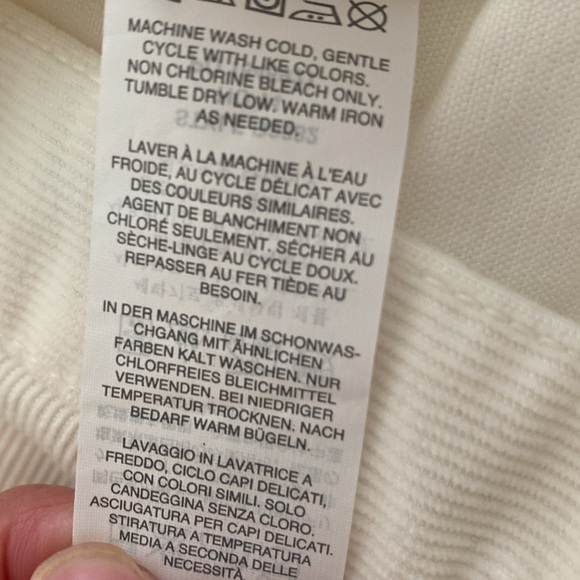 MACHINE WASH COLD, GENTLE
CYCLE WITH LIKE COLORS.
NON CHLORINE BLEACH ONLY.
TUMBLE DRY LOW. WARM IRON
AS NEEDED.
LAVER À LA MACHINE À L'EAU
FROIDE, AU CYCLE DÉLICAT AVEC
DES COULEURS SIMILAIRES.
AGENT DE BLANCHIMENT NON
CHLORÉ SEULEMENT. SÉCHER AU
SÈCHE-LINGE AU CYCLE DOUX.
REPASSER AU FER TIÈDE AU
BESOIN.
IN DER MASCHINE IM SCHONWAS-
CHGANG MIT ÄHNLICHEN
FARBEN KALT WASCHEN. NUR
CHLORFREIES BLEICHMITTEL
VERWENDEN. BEI NIEDRIGER
TEMPERATUR TROCKNEN. NACH
BEDARF WARM BÜGELN.
LAVAGGIO IN LAVATRICE A
FREDDO, CICLO CAPI DELICATI,
CON COLORI SIMILI. SOLO
CANDEGGINA SENZA CLORO.
ASCIUGATURA PER CAPI DELICATI.
STIRATURA A TEMPERATURA
MEDIA A SECONDA DELLE
NECESSITÀ